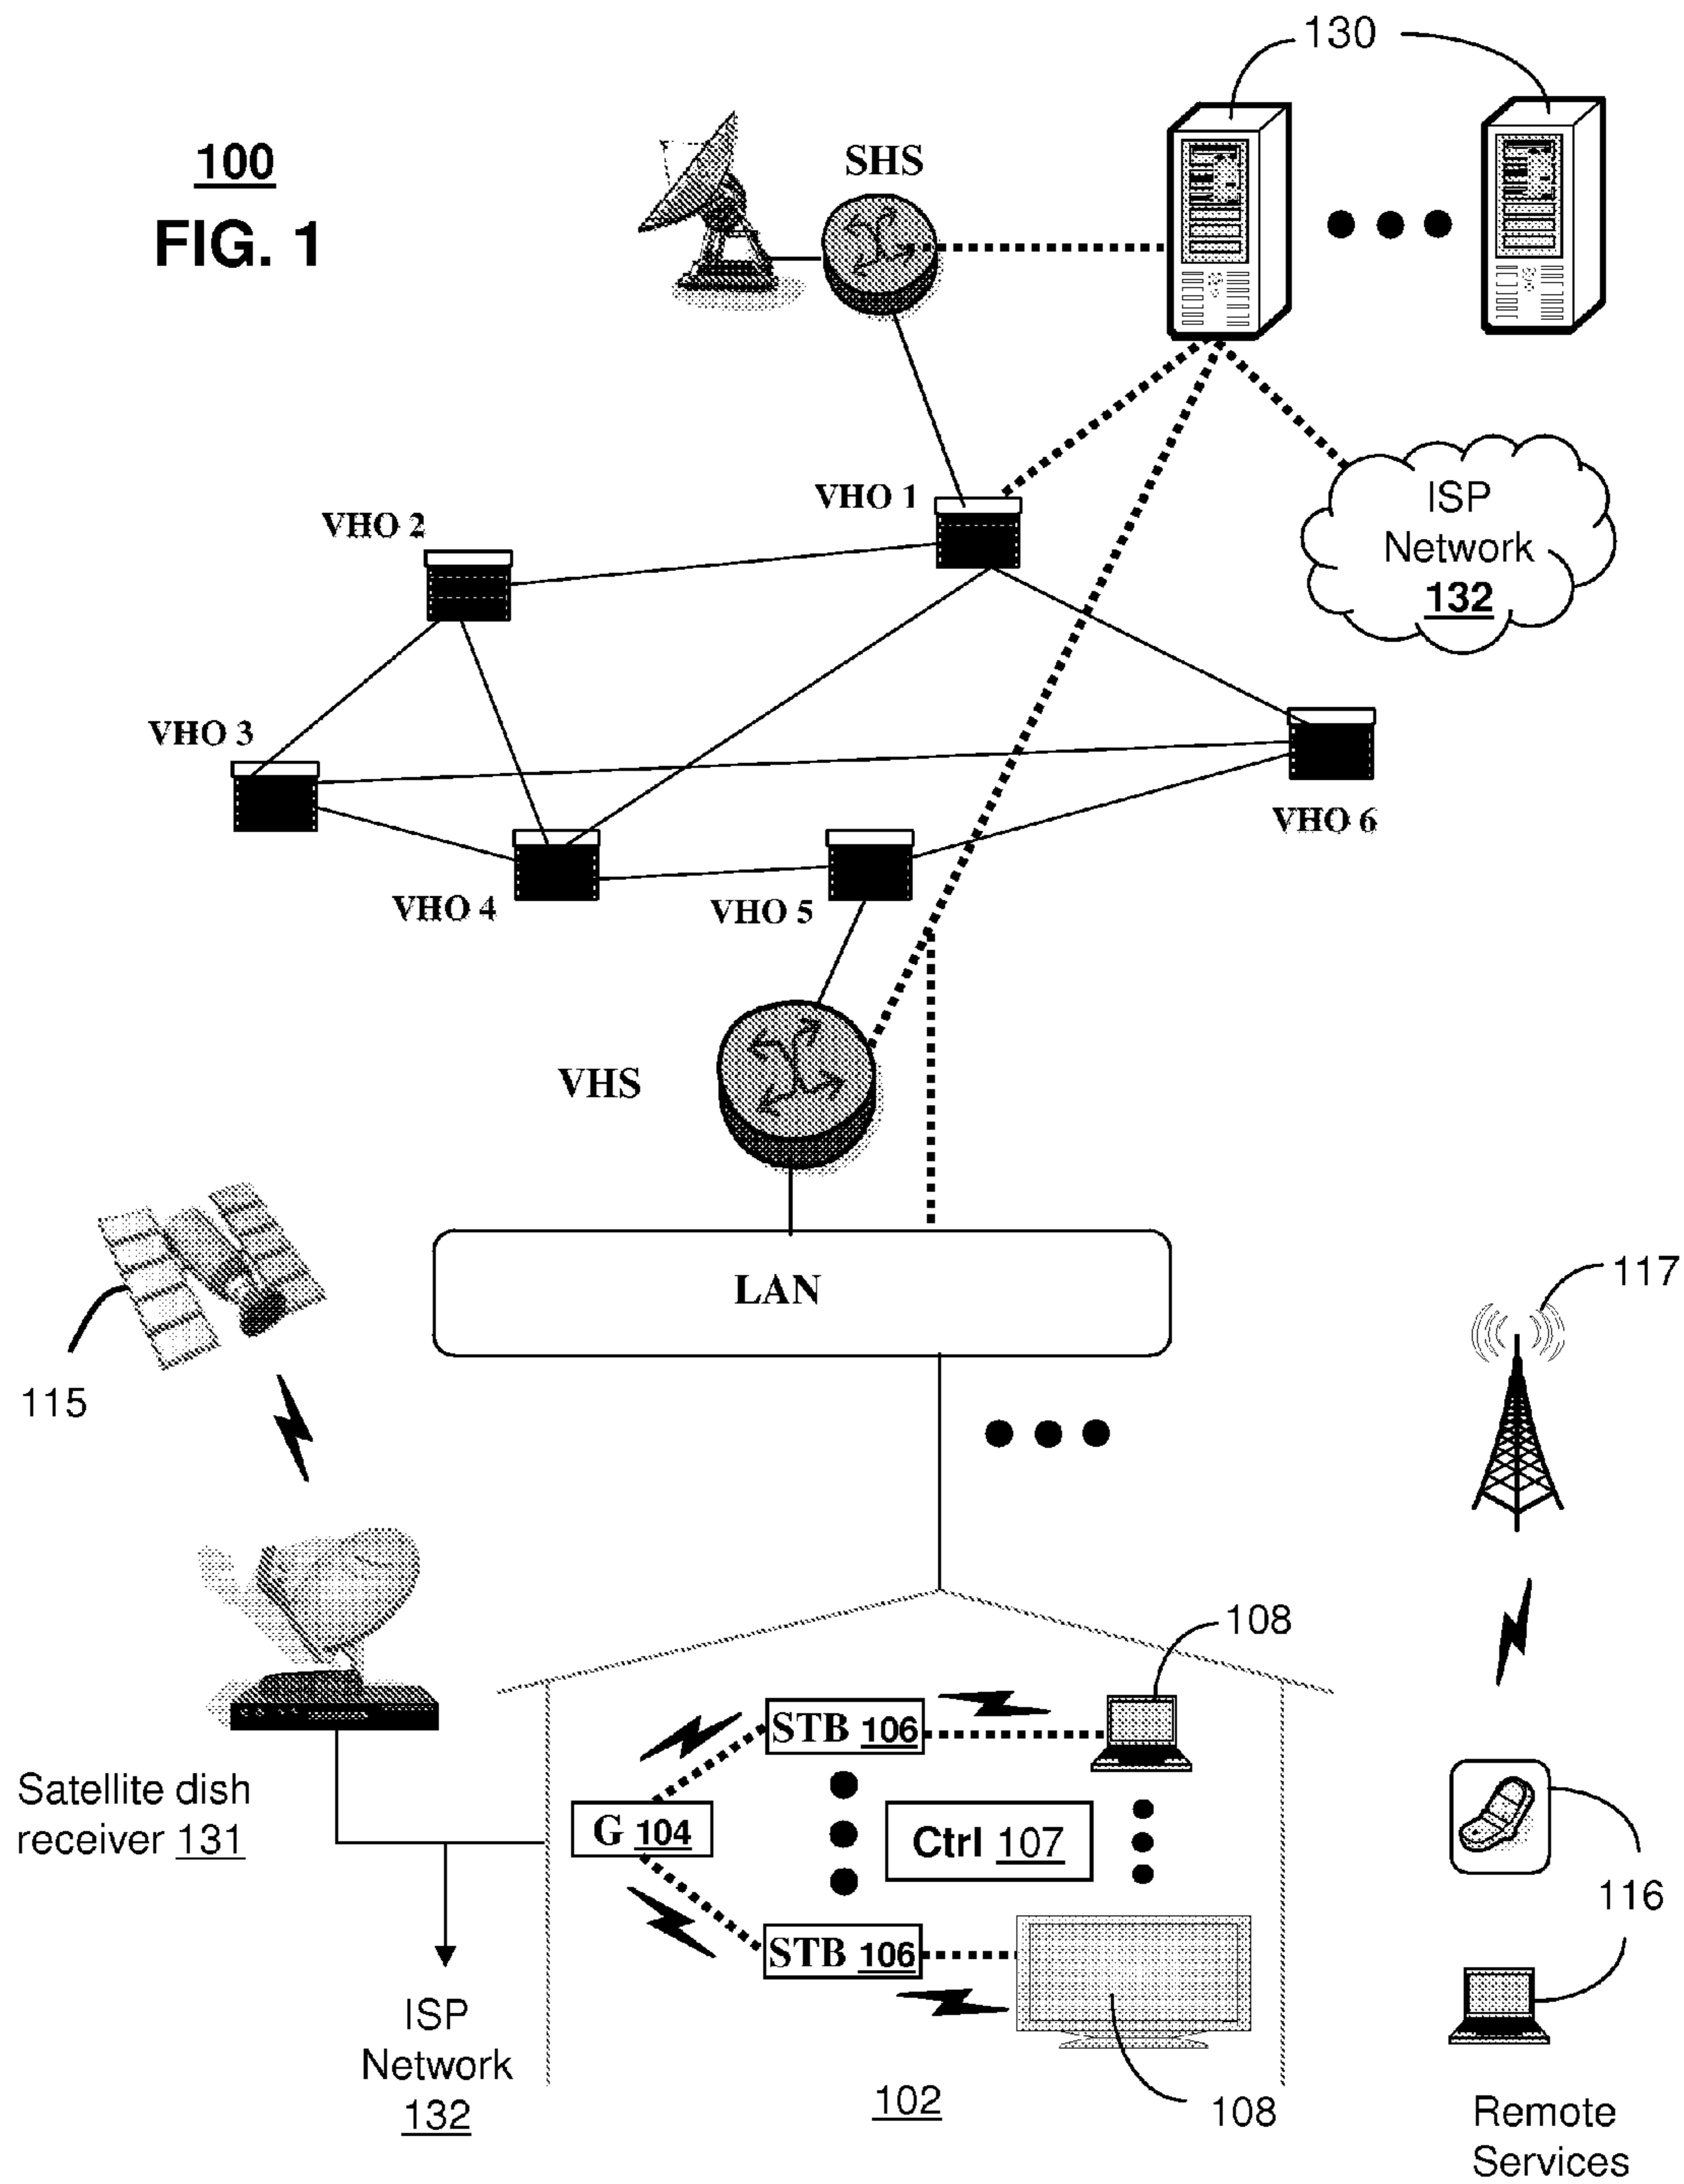 130
100
FIG. 1
SHS
VHO 1
VHO 2
ISP
Network
132
VHO 3
VHO 6
VHO 4
VHO 5
VHS
LAN
117
115
108
STB 106
Satellite dish
receiver 131
G 104
Ctrl 107
116
STB 106
ISP
Network
132
102
108
Remote
Services